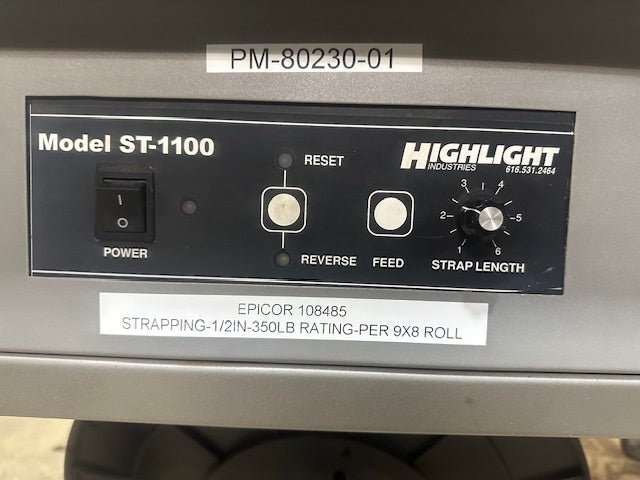 PM-80230-01
Model ST-1100
HIGHLIGHT
INDUSTRIES 616.531.2464
I
O
POWER
RESET
REVERSE
FEED
1
2
3
4
5
6
STRAP LENGTH
EPICOR 108485
STRAPPING-1/2IN-350LB RATING-PER 9X8 ROLL